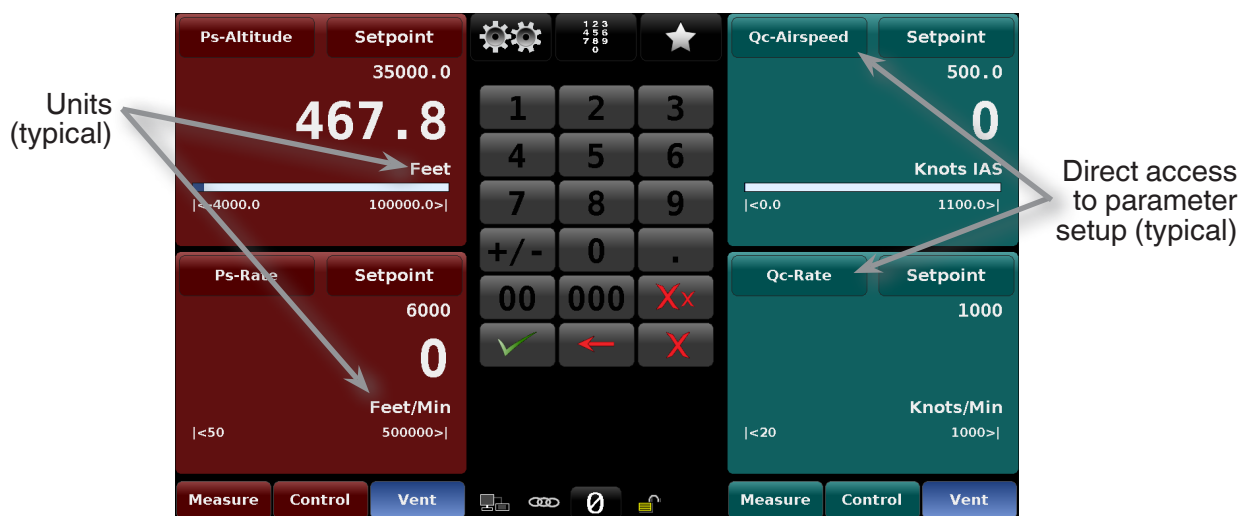 Units
(typical)
Ps-Altitude Setpoint
35000.0
467.8
Feet
|<-4000.0 100000.0>|
Ps-Rate Setpoint
6000
0
Feet/Min
|<50 500000>|
Measure Control Vent
1 2 3
4 5 6
7 8 9
0
1 2 3
4 5 6
7 8 9
+/- 0 .
00 000 Xx
X
0
Qc-Airspeed Setpoint
500.0
0
Knots IAS
|<0.0 1100.0>|
Qc-Rate Setpoint
1000
Knots/Min
|<20 1000>|
Measure Control Vent
Direct access
to parameter
setup (typical)